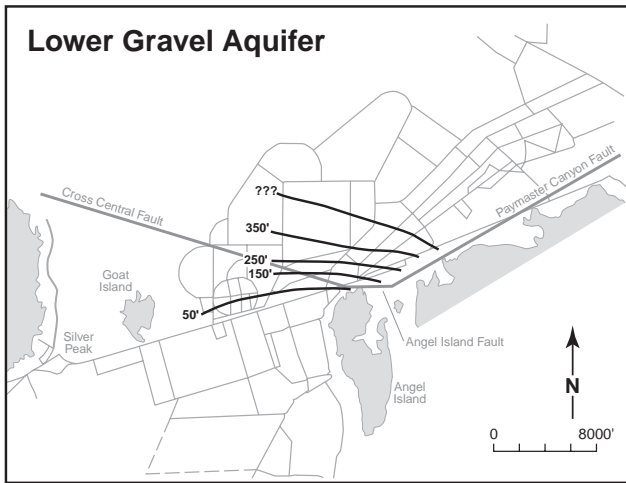 Lower Gravel Aquifer
Cross Central Fault
???
Paymaster Canyon Fault
350'
250'
150'
Goat
Island
50'
Silver
Peak
Angel Island Fault
Angel
Island
N
0 8000'